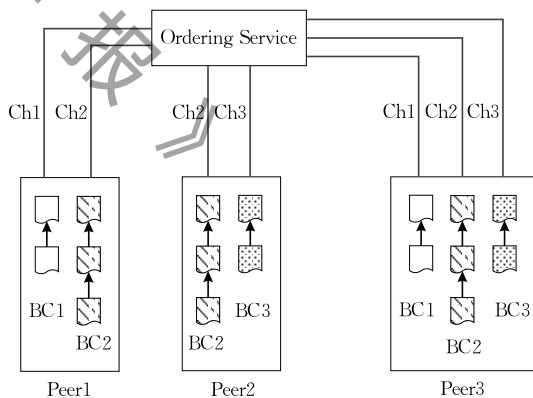 Ordering Service
Ch1 Ch2 Ch2 Ch3 Ch1 Ch2 Ch3
BC1 BC3 BC1 BC3
BC2 BC2 BC2
Peer1 Peer2 Peer3
报
》